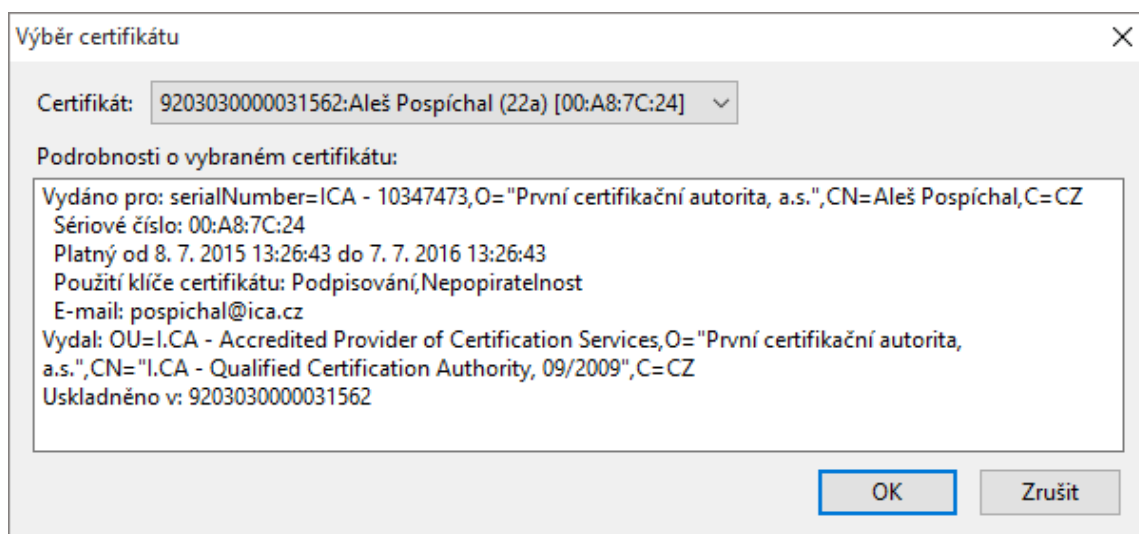 Výběr certifikátu
Certifikát: 9203030000031562:Aleš Pospíchal (22a) [00:A8:7C:24]
Podrobnosti o vybraném certifikátu:
Vydáno pro: serialNumber=ICA - 10347473,O="První certifikační autorita, a.s.",CN=Aleš Pospíchal,C=CZ
Sériové číslo: 00:A8:7C:24
Platný od 8. 7. 2015 13:26:43 do 7. 7. 2016 13:26:43
Použití klíče certifikátu: Podpisování,Nepopiratelnost
E-mail: pospichal@ica.cz
Vydal: OU=I.CA - Accredited Provider of Certification Services,O="První certifikační autorita,
a.s.",CN="I.CA - Qualified Certification Authority, 09/2009",C=CZ
Uskladněno v: 9203030000031562
OK Zrušit